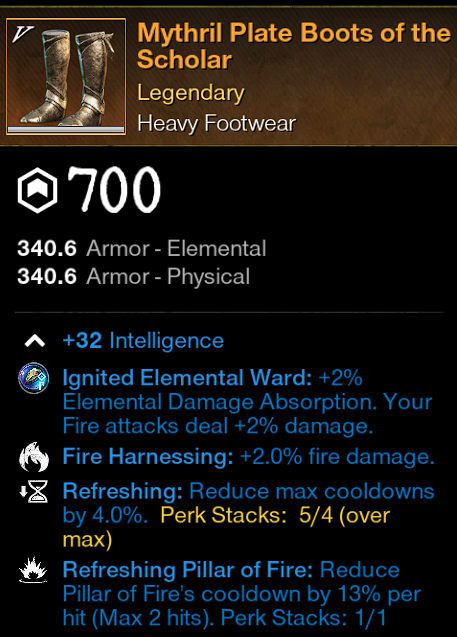 V
Mythril Plate Boots of the
Scholar
Legendary
Heavy Footwear
700
340.6 Armor - Elemental
340.6 Armor - Physical
+32 Intelligence
Ignited Elemental Ward: +2%
Elemental Damage Absorption. Your
Fire attacks deal +2% damage.
Fire Harnessing: +2.0% fire damage.
Refreshing: Reduce max cooldowns
by 4.0%. Perk Stacks: 5/4 (over
max)
Refreshing Pillar of Fire: Reduce
Pillar of Fire's cooldown by 13% per
hit (Max 2 hits). Perk Stacks: 1/1